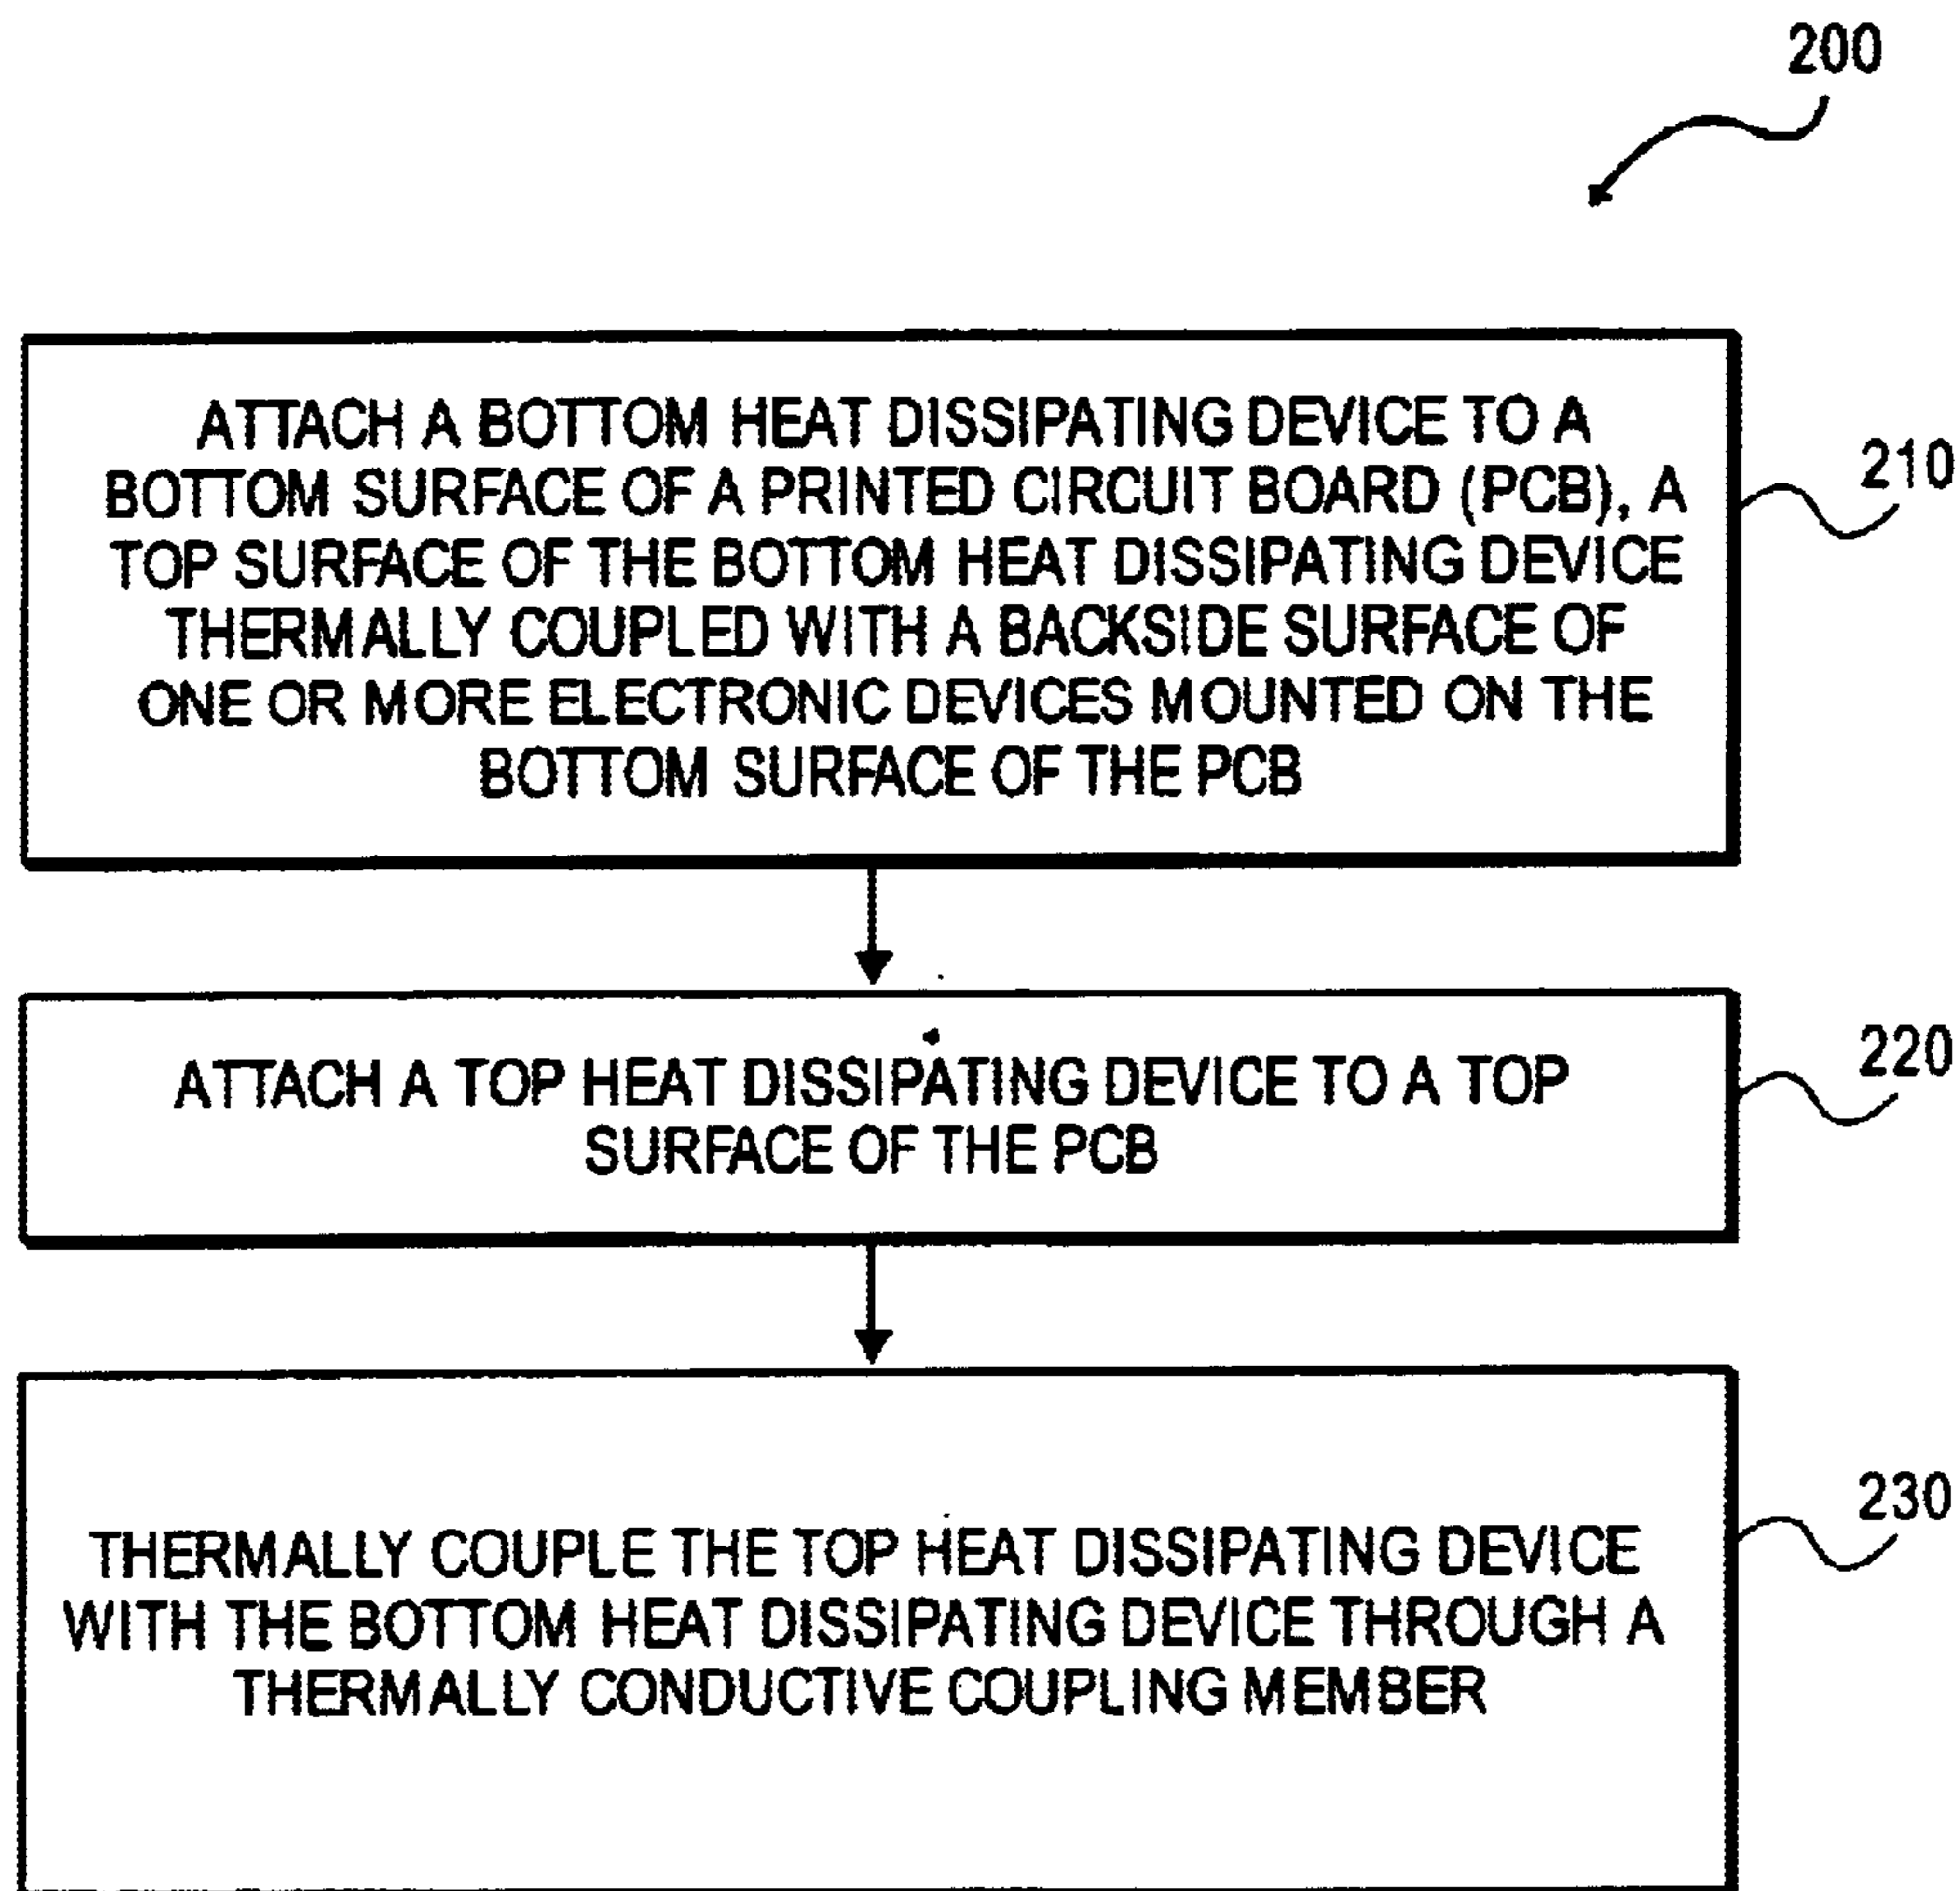 200
ATTACH A BOTTOM HEAT DISSIPATING DEVICE TO A
BOTTOM SURFACE OF A PRINTED CIRCUIT BOARD (PCB), A
TOP SURFACE OF THE BOTTOM HEAT DISSIPATING DEVICE
THERMALLY COUPLED WITH A BACKSIDE SURFACE OF
ONE OR MORE ELECTRONIC DEVICES MOUNTED ON THE
BOTTOM SURFACE OF THE PCB
210
ATTACH A TOP HEAT DISSIPATING DEVICE TO A TOP
SURFACE OF THE PCB
220
THERMALLY COUPLE THE TOP HEAT DISSIPATING DEVICE
WITH THE BOTTOM HEAT DISSIPATING DEVICE THROUGH A
THERMALLY CONDUCTIVE COUPLING MEMBER
230